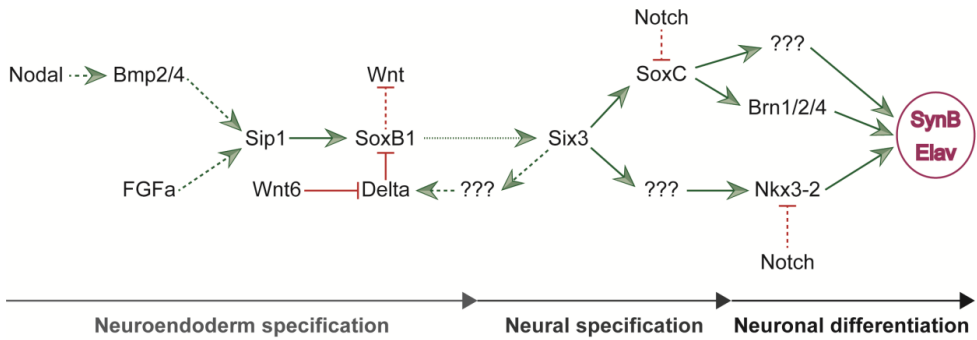 Notch
???
Nodal
Bmp2/4
Wnt
SoxC
Brn1/2/4
SynB
Elav
Sip1
SoxB1
Six3
FGFa
Wnt6
Delta
???
???
Nkx3-2
Notch
Neuroendoderm specification
Neural specification
Neuronal differentiation